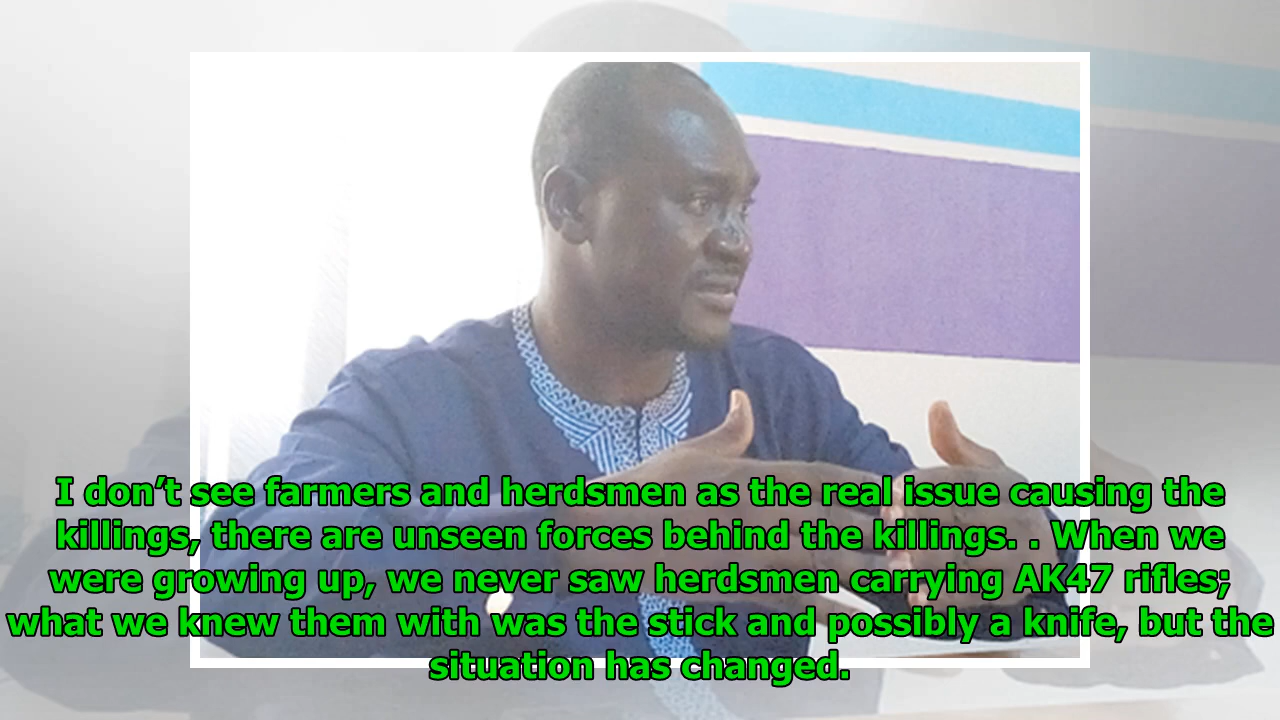 I don’t see farmers and herdsmen as the real issue causing the
killings, there are unseen forces behind the killings. . When we
were growing up, we never saw herdsmen carrying AK47 rifles;
what we knew them with was the stick and possibly a knife, but the
situation has changed.